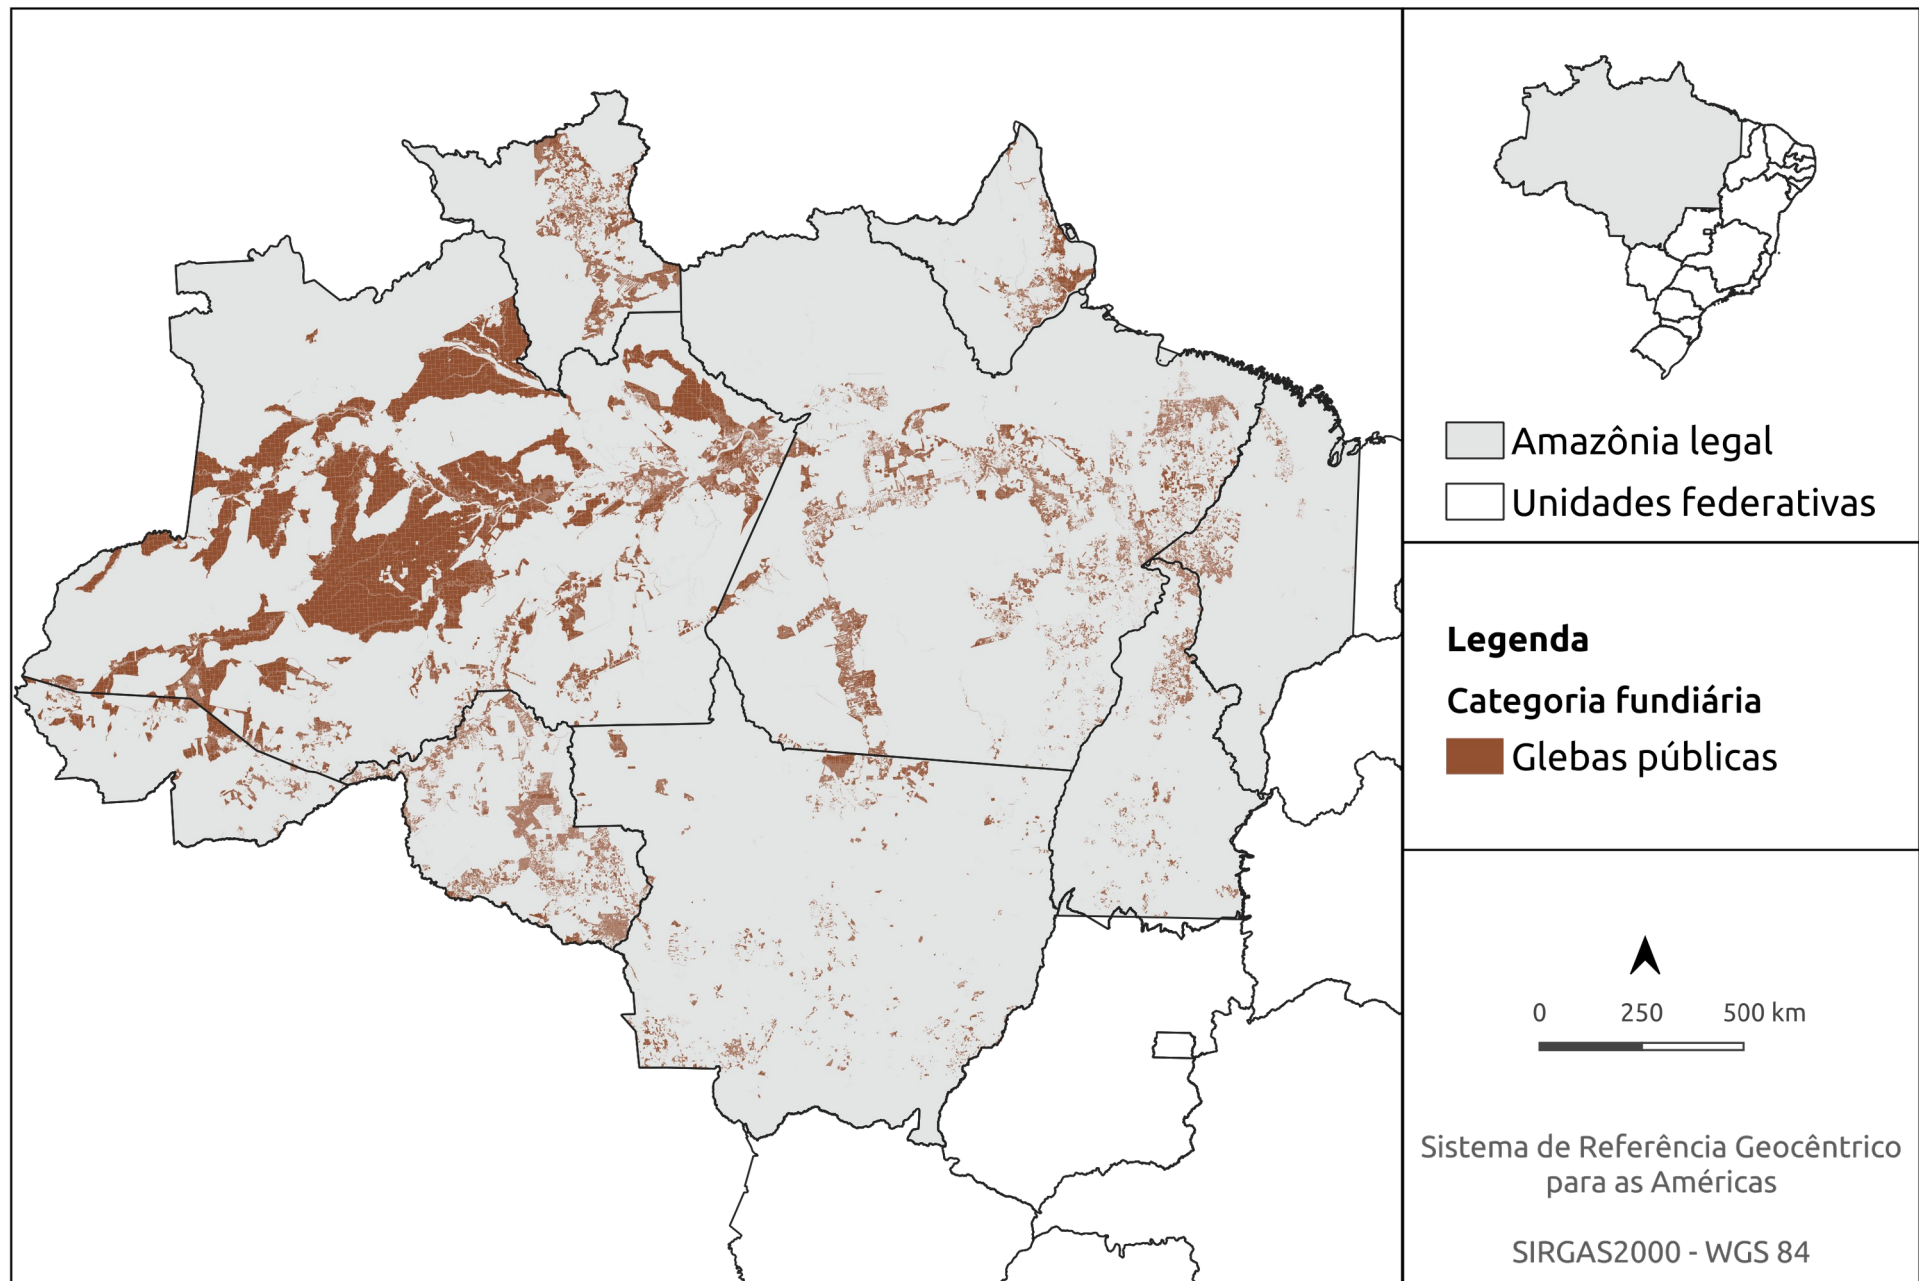 Amazônia legal
Unidades federativas
Legenda
Categoria fundiária
Glebas públicas
0 250 500 km
Sistema de Referência Geocêntrico
para as Américas
SIRGAS2000 - WGS 84